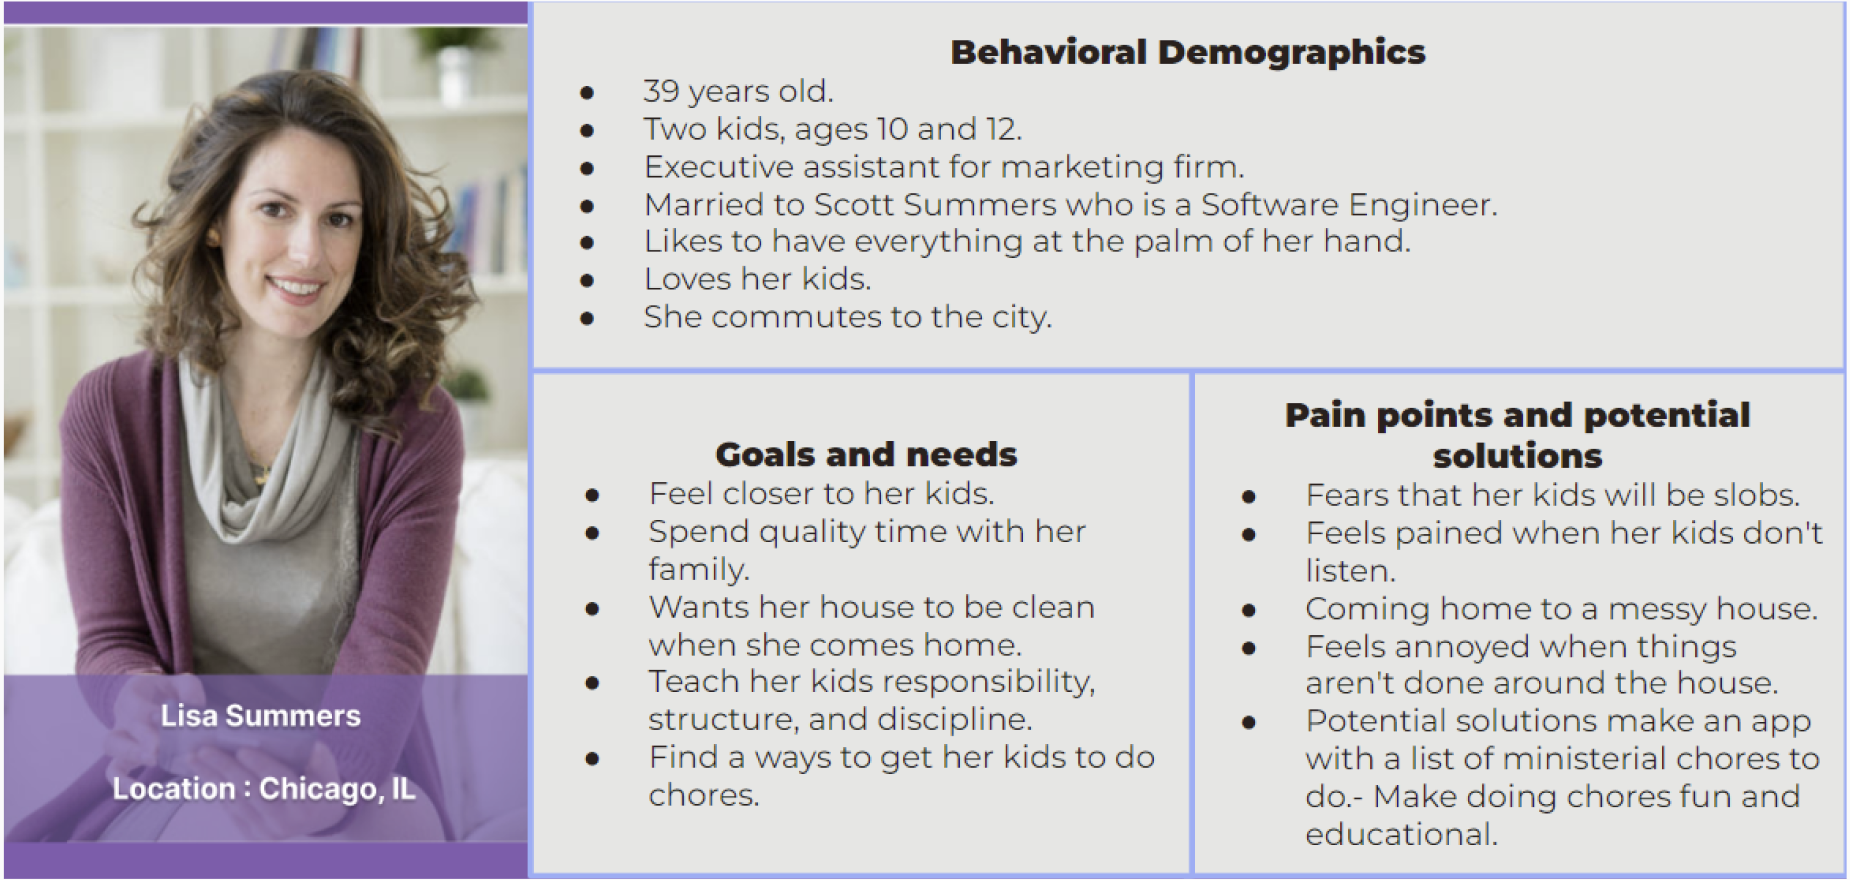 Lisa Summers
Location : Chicago, IL
Behavioral Demographics
● 39 years old.
● Two kids, ages 10 and 12.
● Executive assistant for marketing firm.
● Married to Scott Summers who is a Software Engineer.
● Likes to have everything at the palm of her hand.
● Loves her kids.
● She commutes to the city.
Goals and needs
● Feel closer to her kids.
● Spend quality time with her
family.
● Wants her house to be clean
when she comes home.
● Teach her kids responsibility,
structure, and discipline.
● Find a ways to get her kids to do
chores.
Pain points and potential
solutions
● Fears that her kids will be slobs.
● Feels pained when her kids don't
listen.
● Coming home to a messy house.
● Feels annoyed when things
aren't done around the house.
● Potential solutions make an app
with a list of ministerial chores to
do.- Make doing chores fun and
educational.